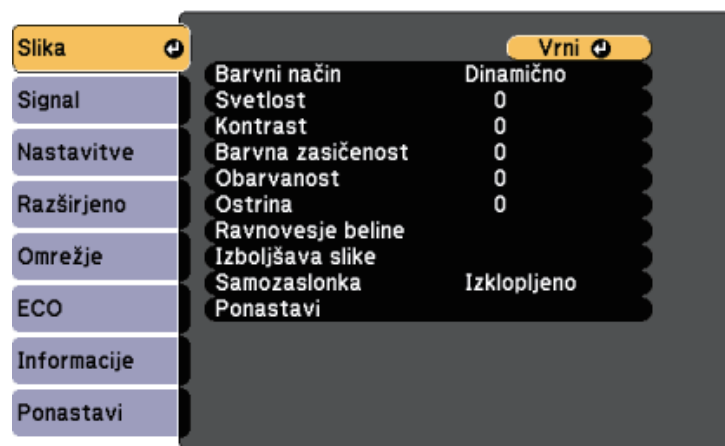 Slika
Signal
Nastavitve
Razširjeno
Omrežje
ECO
Informacije
Ponastavi
Vrni
Barvni način Dinamično
Svetlost 0
Kontrast 0
Barvna zasičenost 0
Obarvanost 0
Ostrina 0
Ravnovesje beline
Izboljšava slike
Samozaslonka Izklopljeno
Ponastavi